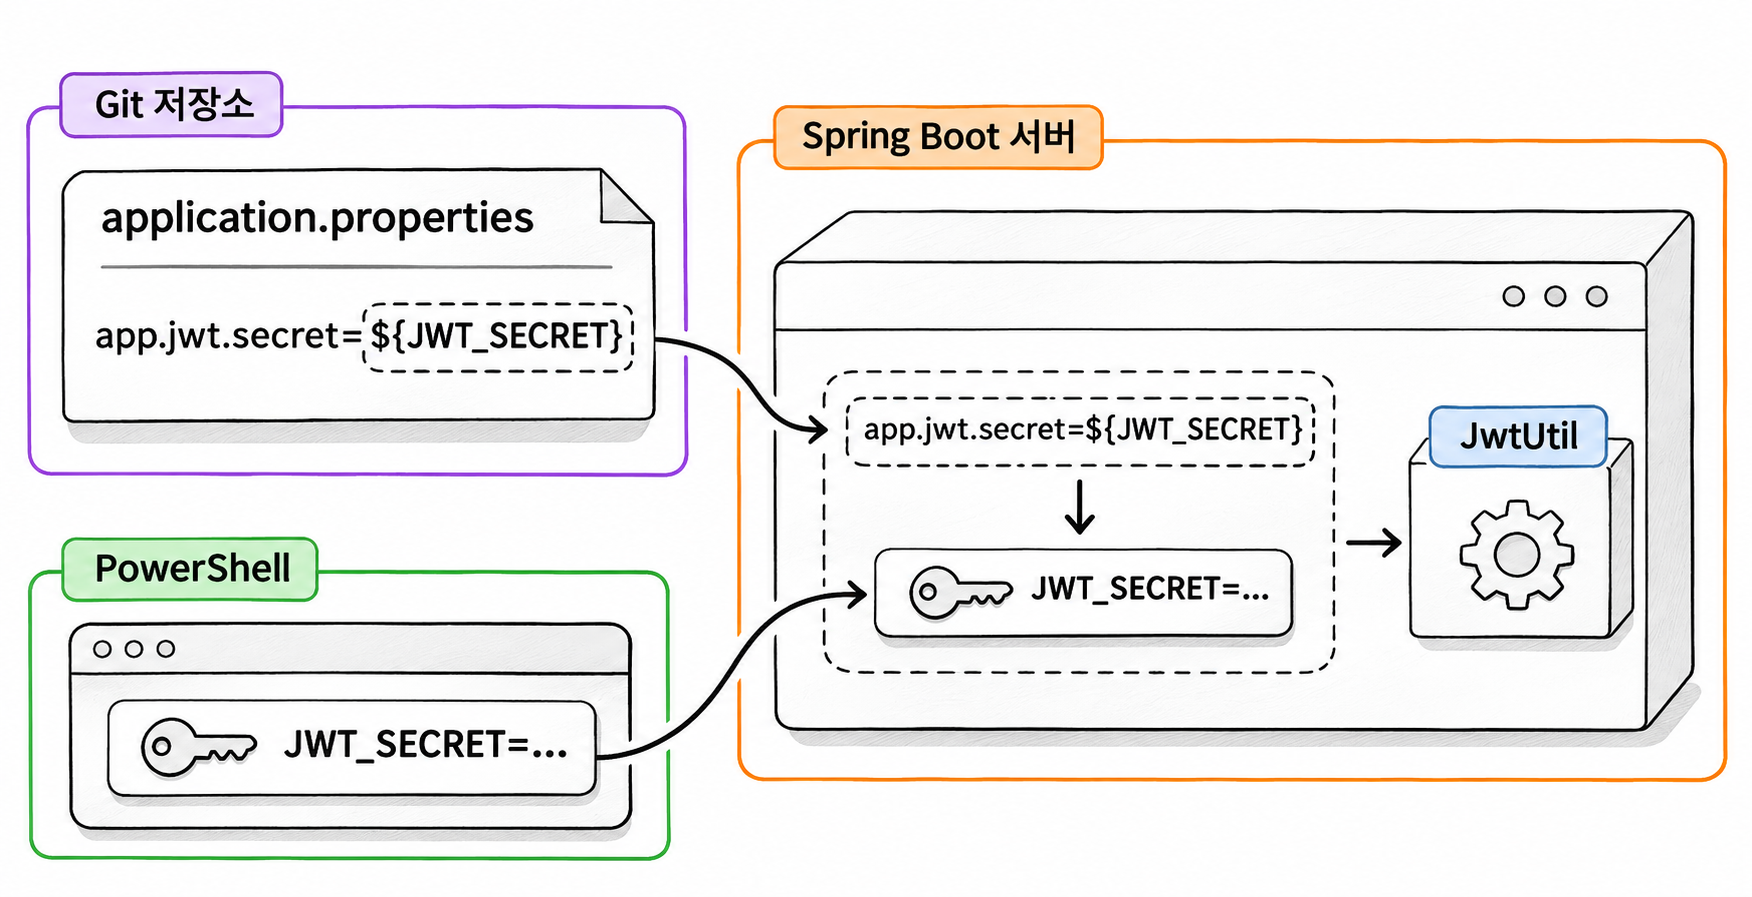 Git 저장소
application.properties
app.jwt.secret=${JWT_SECRET}
PowerShell
JWT_SECRET=...
Spring Boot 서버
app.jwt.secret=${JWT_SECRET}
JWT_SECRET=...
JwtUtil